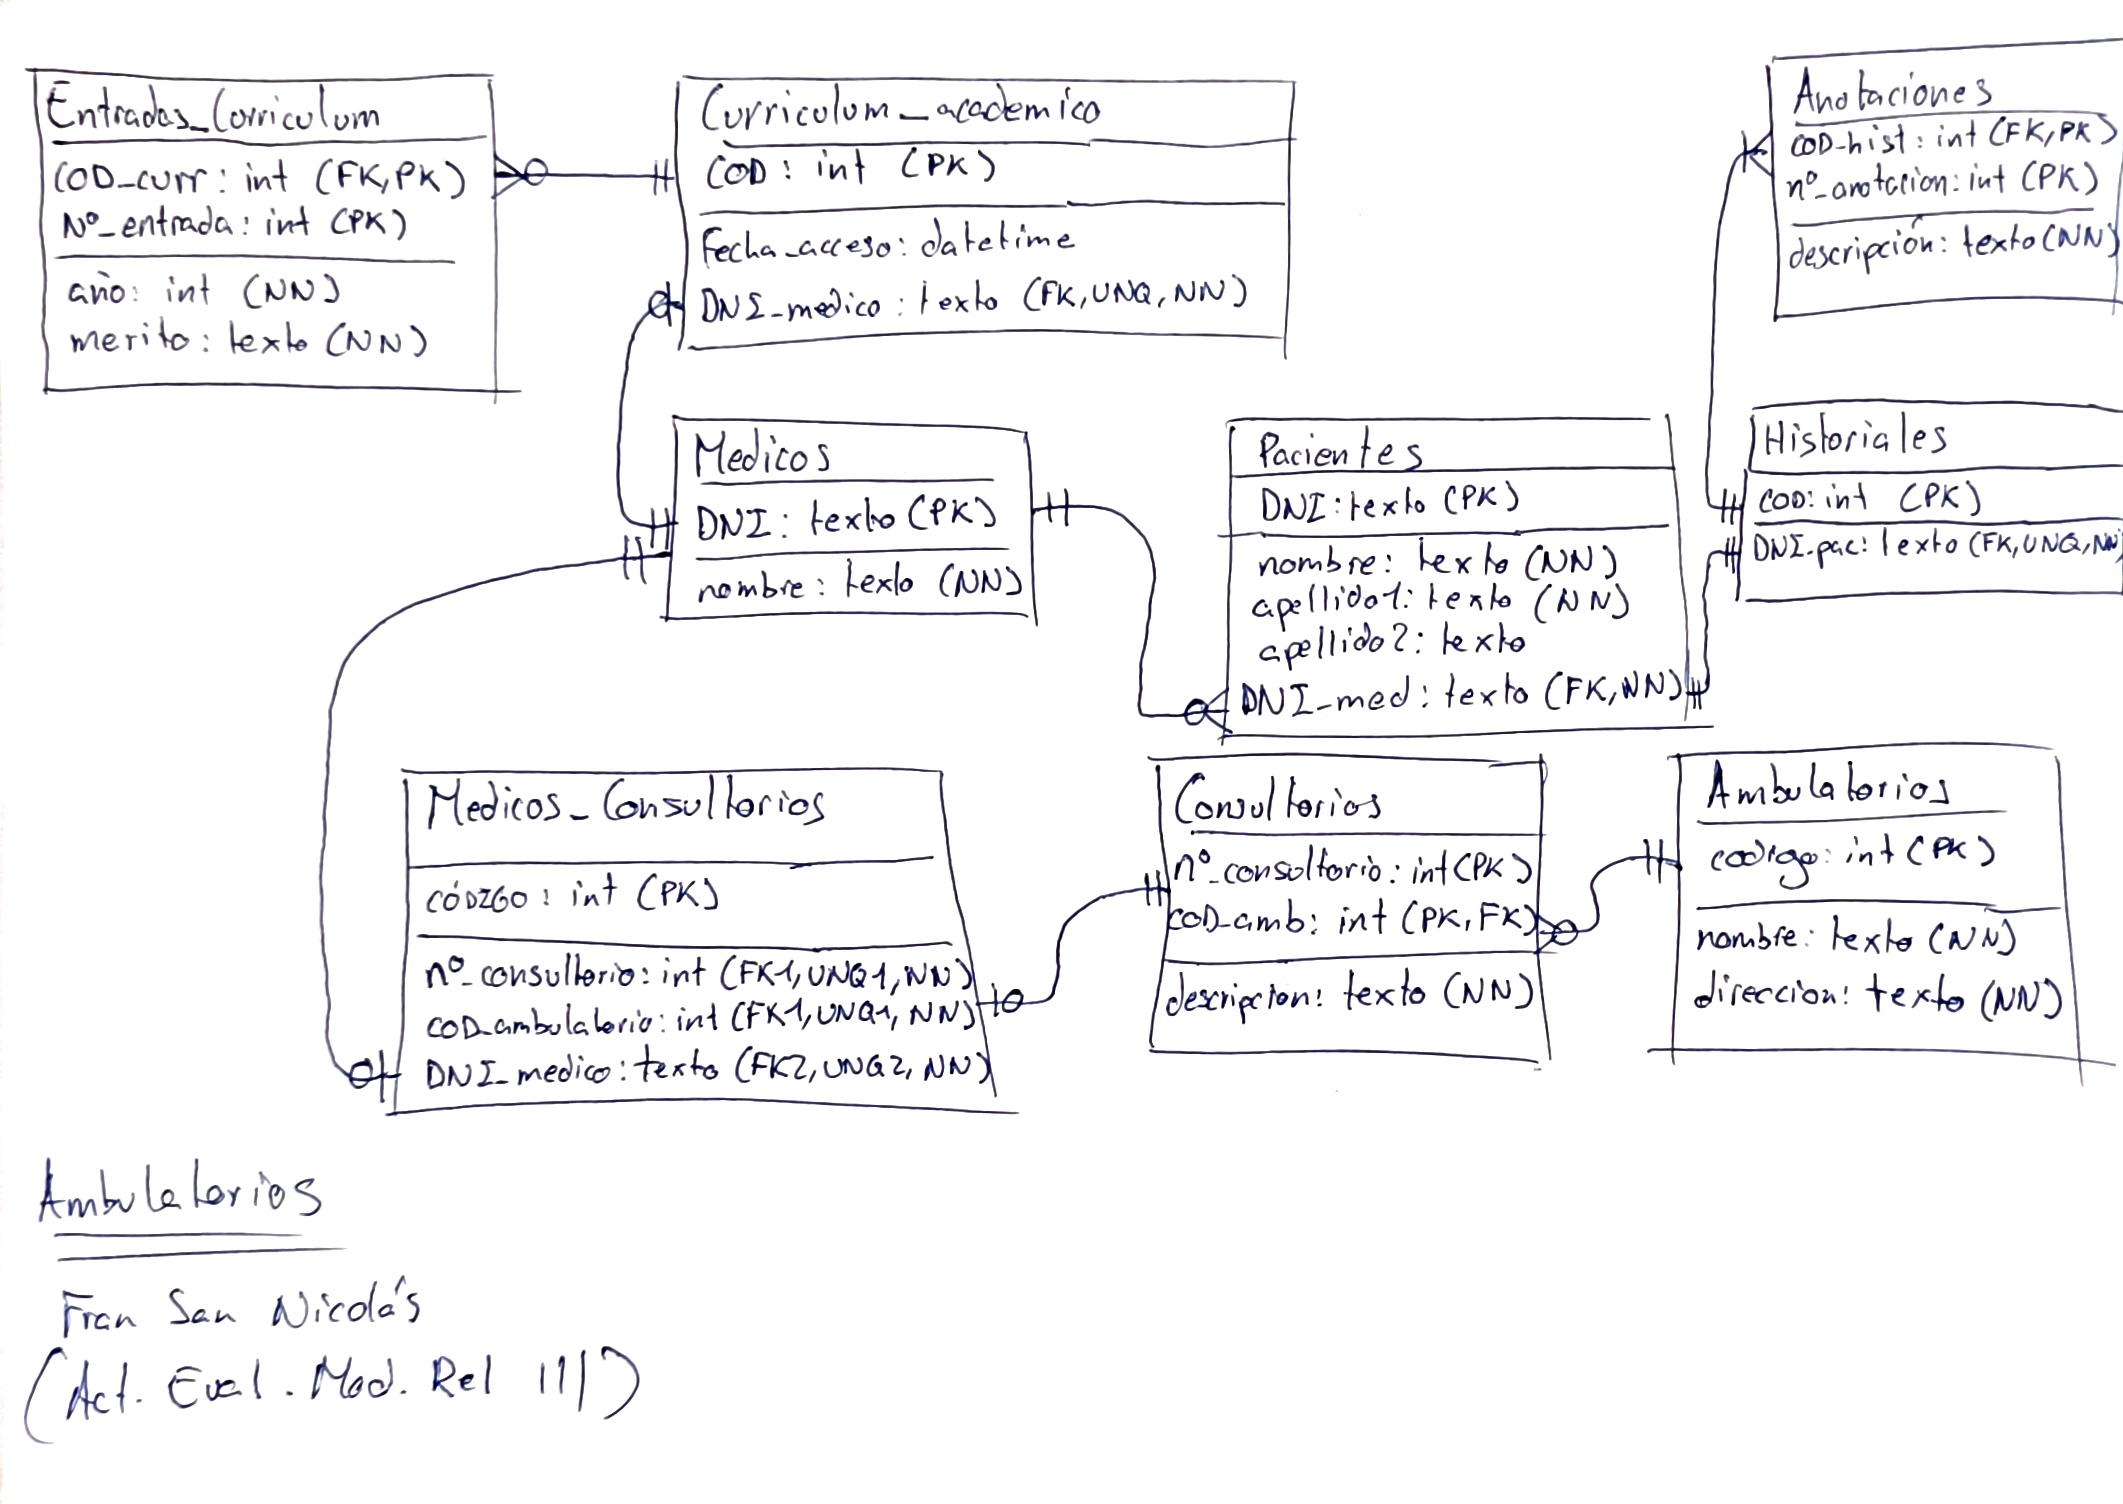 Entradas_Curriculum
COD_curr: int (FK,PK)
Nº_entrada: int (PK)
año: int (NN)
merito: texto (NN)
Curriculum_academico
COD: int (PK)
Fecha_acceso: datetime
DNI_medico: texto (FK,UNQ,NN)
Anotaciones
COD-hist: int (FK,PK)
nº_anotacion: int (PK)
descripción: texto (NN)
Medicos
DNI: texto (PK)
nombre: texto (NN)
Pacientes
DNI: texto (PK)
nombre: texto (NN)
apellido1: texto (NN)
apellido2: texto
DNI_med: texto (FK,NN)
Historiales
COD: int (PK)
DNI-pac: texto (FK,UNQ,NN
Medicos_Consultorios
CÓDIGO: int (PK)
nº_consultorio: int (FK1,UNQ1,NN)
COD_ambulatorio: int (FK1,UNQ1,NN)
DNI_medico: texto (FK2,UNQ2,NN)
Consultorios
nº_consultorio: int (PK)
COD_amb: int (PK,FK)
descripcion: texto (NN)
Ambulatorios
codigo: int (PK)
nombre: texto (NN)
direccion: texto (NN)
Ambulatorios
Fran San Nicolás
(Act. Eval. Mod. Rel III)